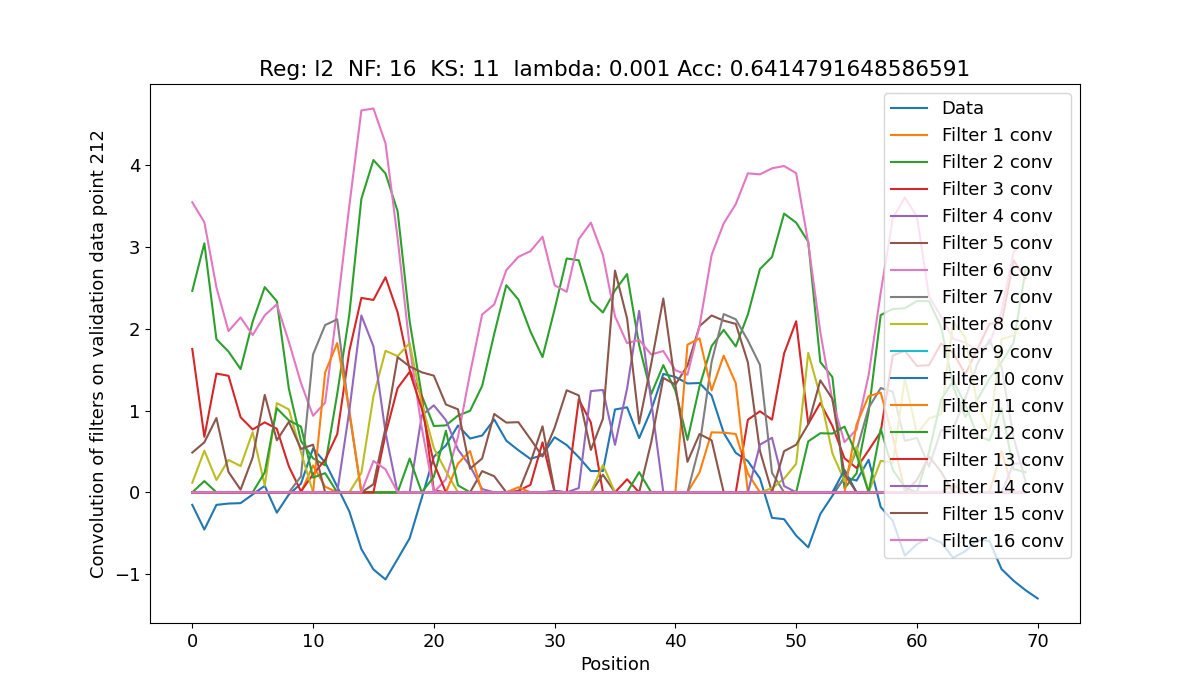 Reg: l2  NF: 16  KS: 11  lambda: 0.001 Acc: 0.6414791648586591
Convolution of filters on validation data point 212
4
3
2
1
0
−1
0 10 20 30 40 50 60 70
Position
Data
Filter 1 conv
Filter 2 conv
Filter 3 conv
Filter 4 conv
Filter 5 conv
Filter 6 conv
Filter 7 conv
Filter 8 conv
Filter 9 conv
Filter 10 conv
Filter 11 conv
Filter 12 conv
Filter 13 conv
Filter 14 conv
Filter 15 conv
Filter 16 conv